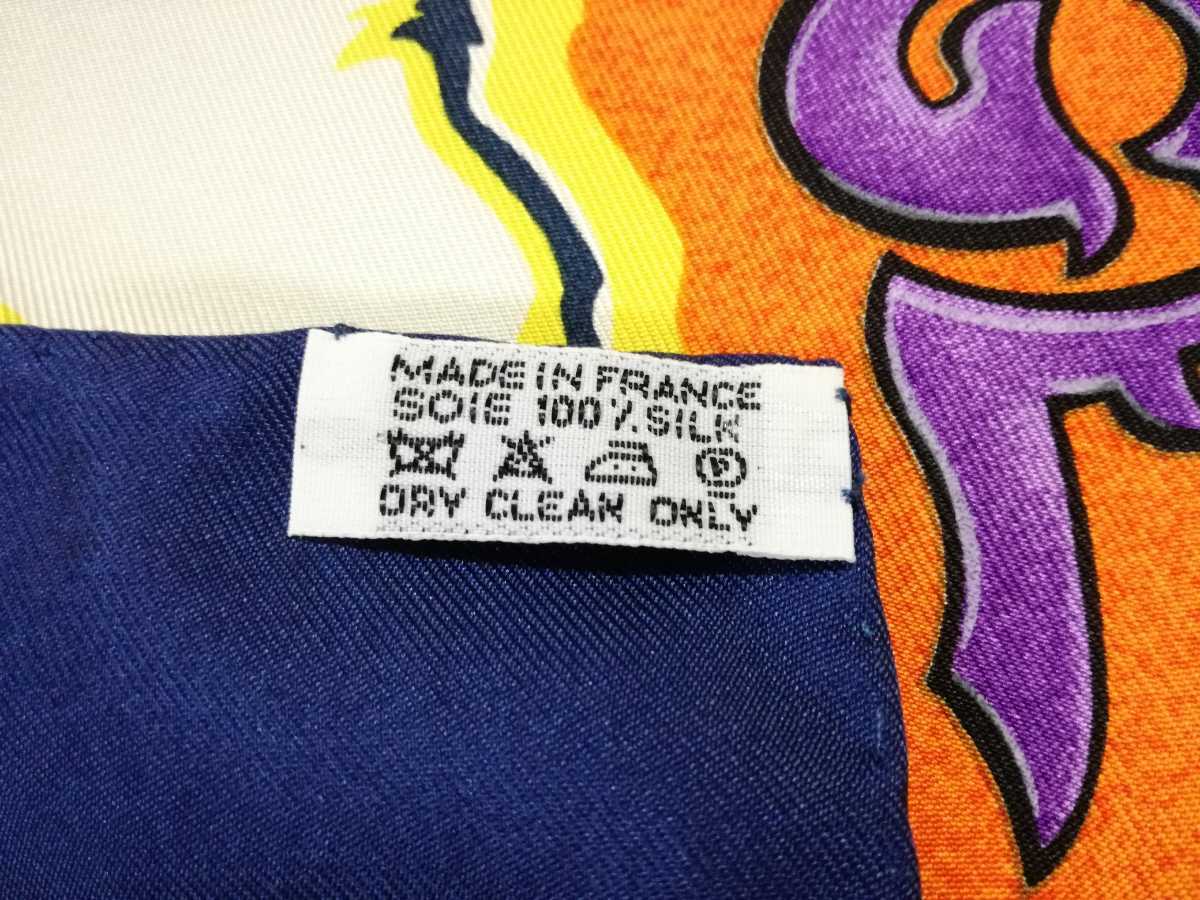 MADE IN FRANCE
SOIE 100% SILK
P
DRY CLEAN ONLY